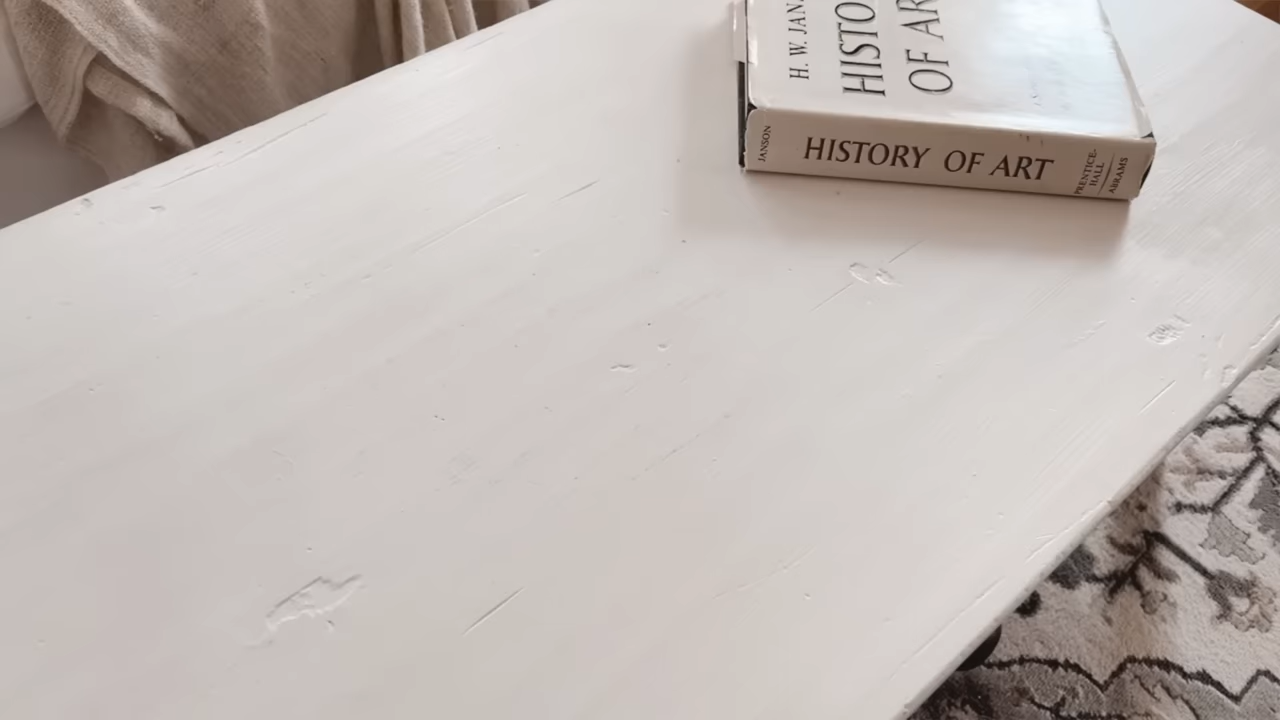 H. W. JAN
HISTO
OF AR
JANSON
HISTORY OF ART
PRENTICE-
HALL
ABRAMS